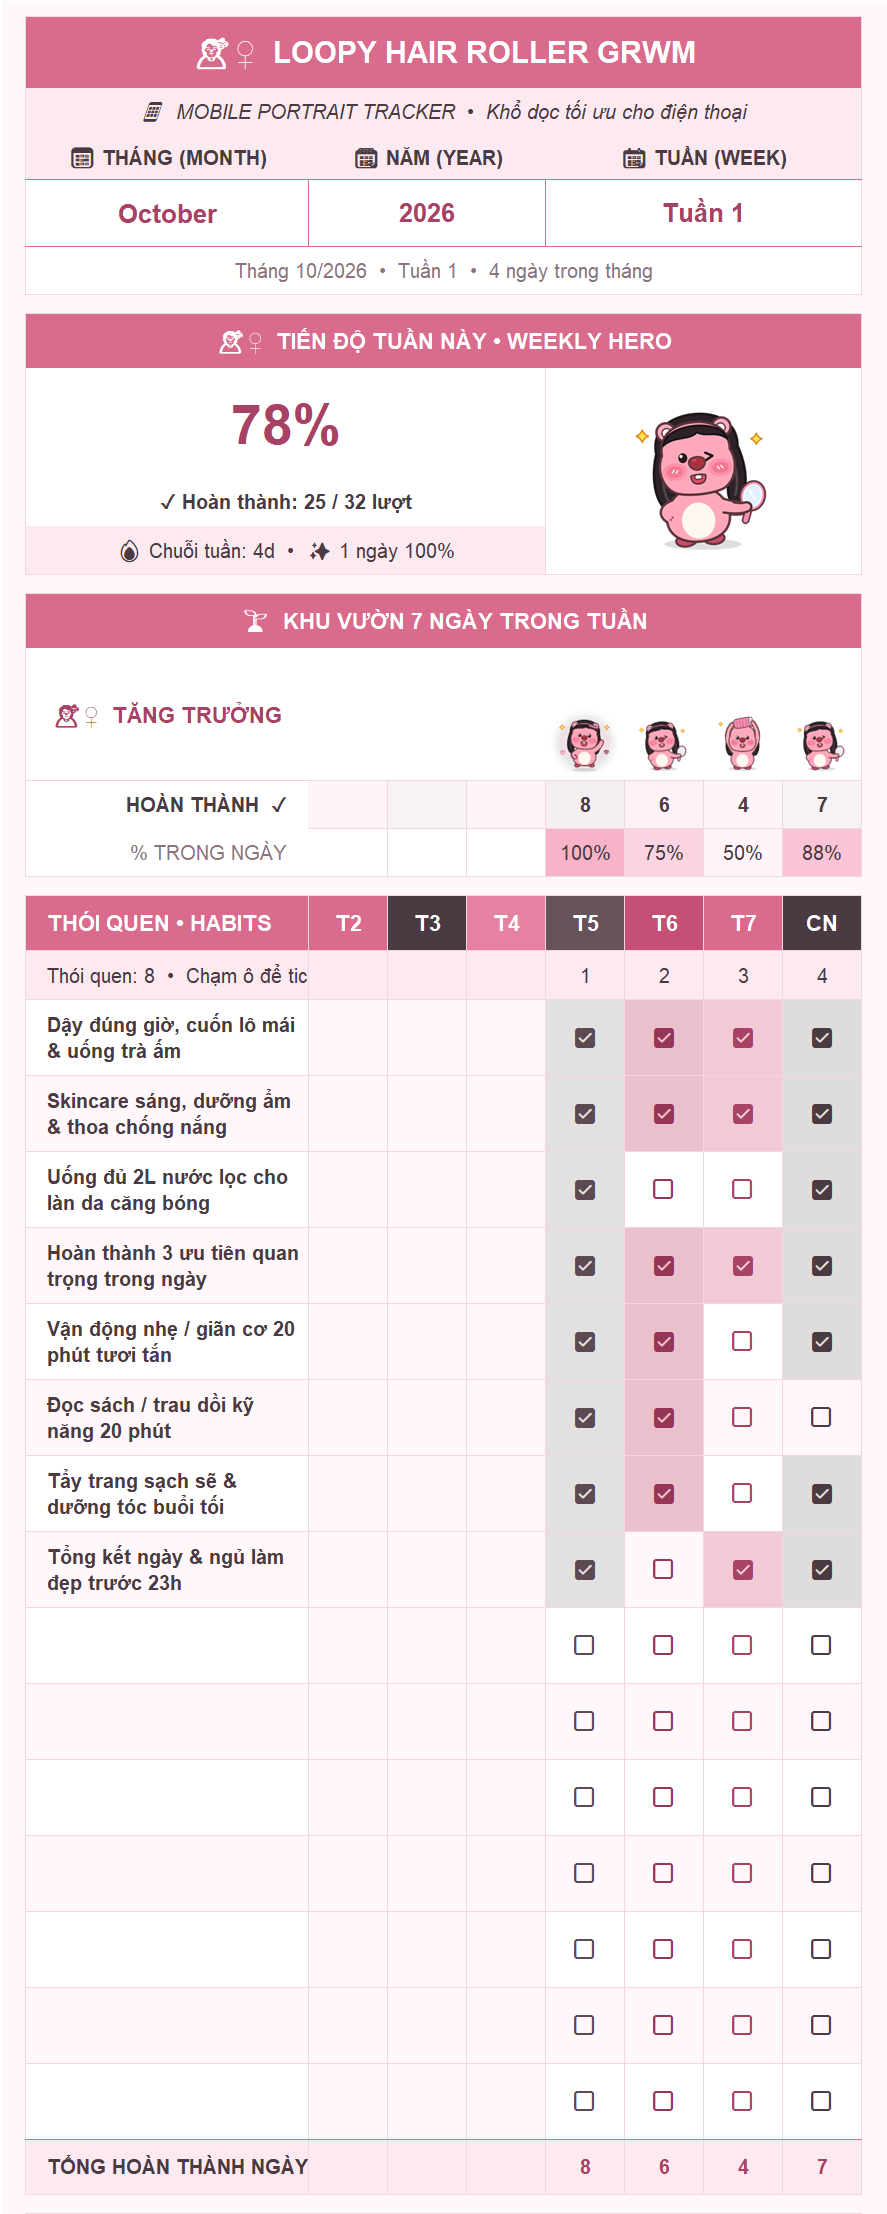 LOOPY HAIR ROLLER GRWM
MOBILE PORTRAIT TRACKER • Khổ dọc tối ưu cho điện thoại
THÁNG (MONTH) NĂM (YEAR) TUẦN (WEEK)
October 2026 Tuần 1
Tháng 10/2026 • Tuần 1 • 4 ngày trong tháng
TIẾN ĐỘ TUẦN NÀY • WEEKLY HERO
78%
✓ Hoàn thành: 25 / 32 lượt
Chuỗi tuần: 4d • 1 ngày 100%
KHU VƯỜN 7 NGÀY TRONG TUẦN
TĂNG TRƯỞNG
HOÀN THÀNH ✓ 8 6 4 7
% TRONG NGÀY 100% 75% 50% 88%
THÓI QUEN • HABITS T2 T3 T4 T5 T6 T7 CN
Thói quen: 8 • Chạm ô để tic 1 2 3 4
Dậy đúng giờ, cuốn lô mái
& uống trà ấm
Skincare sáng, dưỡng ẩm
& thoa chống nắng
Uống đủ 2L nước lọc cho
làn da căng bóng
Hoàn thành 3 ưu tiên quan
trọng trong ngày
Vận động nhẹ / giãn cơ 20
phút tươi tắn
Đọc sách / trau dồi kỹ
năng 20 phút
Tẩy trang sạch sẽ &
dưỡng tóc buổi tối
Tổng kết ngày & ngủ làm
đẹp trước 23h
TỔNG HOÀN THÀNH NGÀY 8 6 4 7